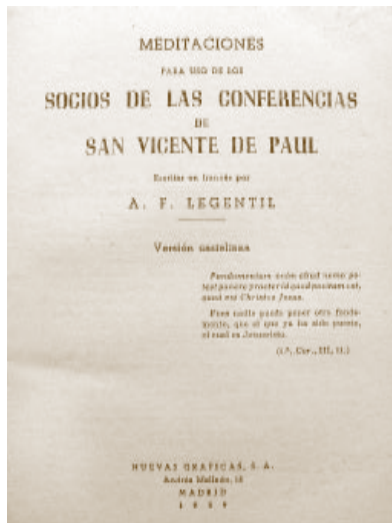 MEDITACIONES
PARA USO DE LOS
SOCIOS DE LAS CONFERENCIAS
DE
SAN VICENTE DE PAUL
Escritas en francés por
A. F. LEGENTIL
Versión castellana
Fundamentum enim aliud nemo po-
test ponere præter id quod positum est,
quod est Christus Jesus.
Pues nadie puede poner otro funda-
mento, que el que ya ha sido puesto,
el cual es Jesucristo.
(1.ª, Cor., III, 11.)
NUEVAS GRAFICAS, S. A.
Andrés Mellado, 18
MADRID